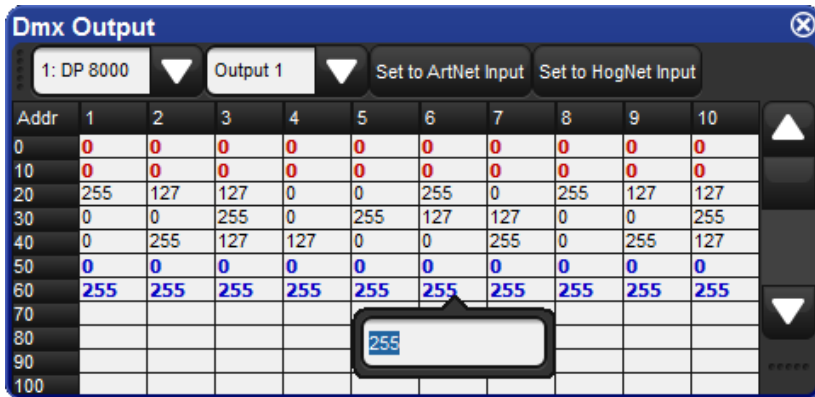 Dmx Output
1: DP 8000 Output 1 Set to ArtNet Input Set to HogNet Input
Addr 1 2 3 4 5 6 7 8 9 10
0 0 0 0 0 0 0 0 0 0 0
10 0 0 0 0 0 0 0 0 0 0
20 255 127 127 0 0 255 0 255 127 127
30 0 0 255 0 255 127 127 0 0 255
40 0 255 127 127 0 0 255 0 255 127
50 0 0 0 0 0 0 0 0 0 0
60 255 255 255 255 255 255 255 255 255 255
70
80 255
90
100